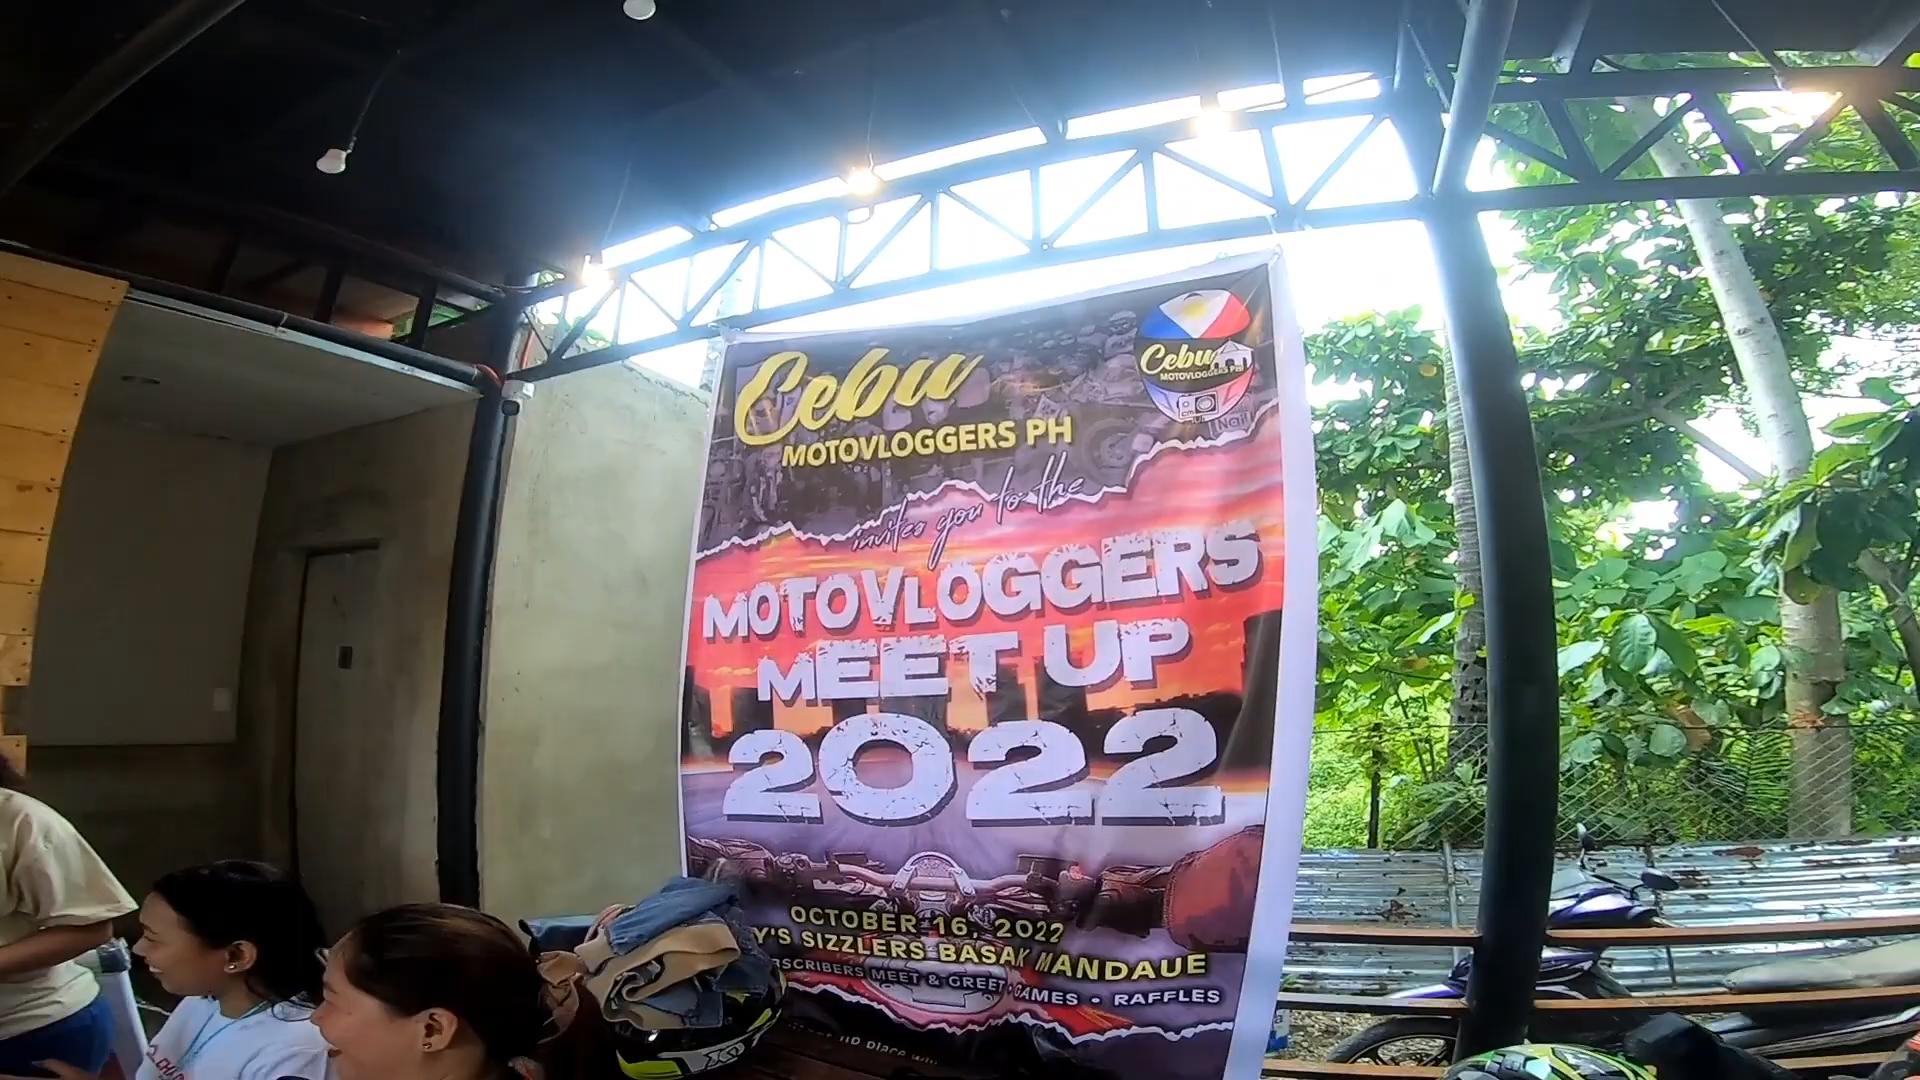 Cebu
MOTOVLOGGERS PH
Cebu
MOTOVLOGGERS PH
invites you to the
MOTOVLOGGERS
MEET UP
2022
OCTOBER 16, 2022
Y'S SIZZLERS BASAK MANDAUE
MEET & GREET • GAMES • RAFFLES